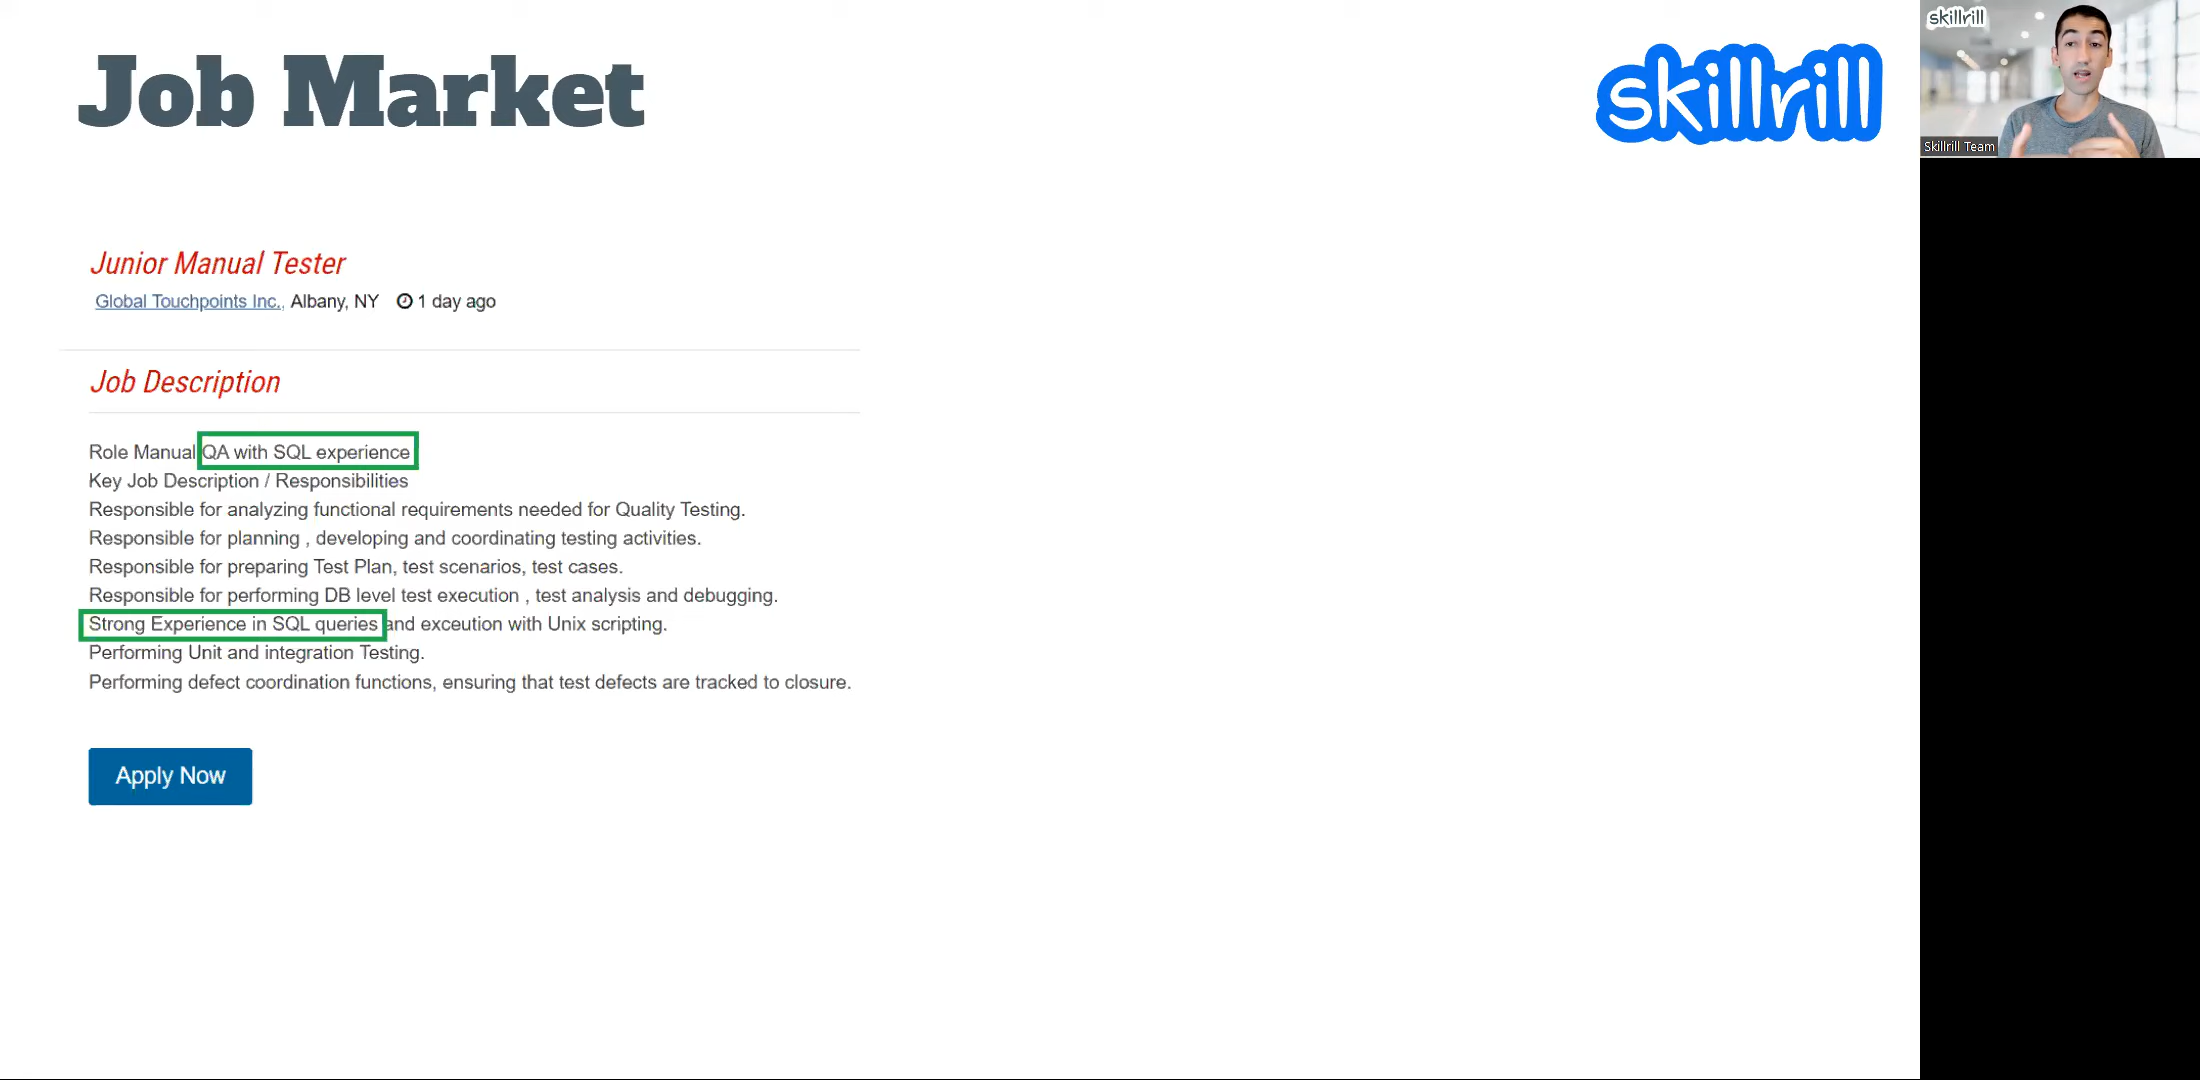 Job Market
skillrill
skillrill
Skillrill Team
Junior Manual Tester
Global Touchpoints Inc., Albany, NY 1 day ago
Job Description
Role Manual QA with SQL experience
Key Job Description / Responsibilities
Responsible for analyzing functional requirements needed for Quality Testing.
Responsible for planning , developing and coordinating testing activities.
Responsible for preparing Test Plan, test scenarios, test cases.
Responsible for performing DB level test execution , test analysis and debugging.
Strong Experience in SQL queries and exceution with Unix scripting.
Performing Unit and integration Testing.
Performing defect coordination functions, ensuring that test defects are tracked to closure.
Apply Now